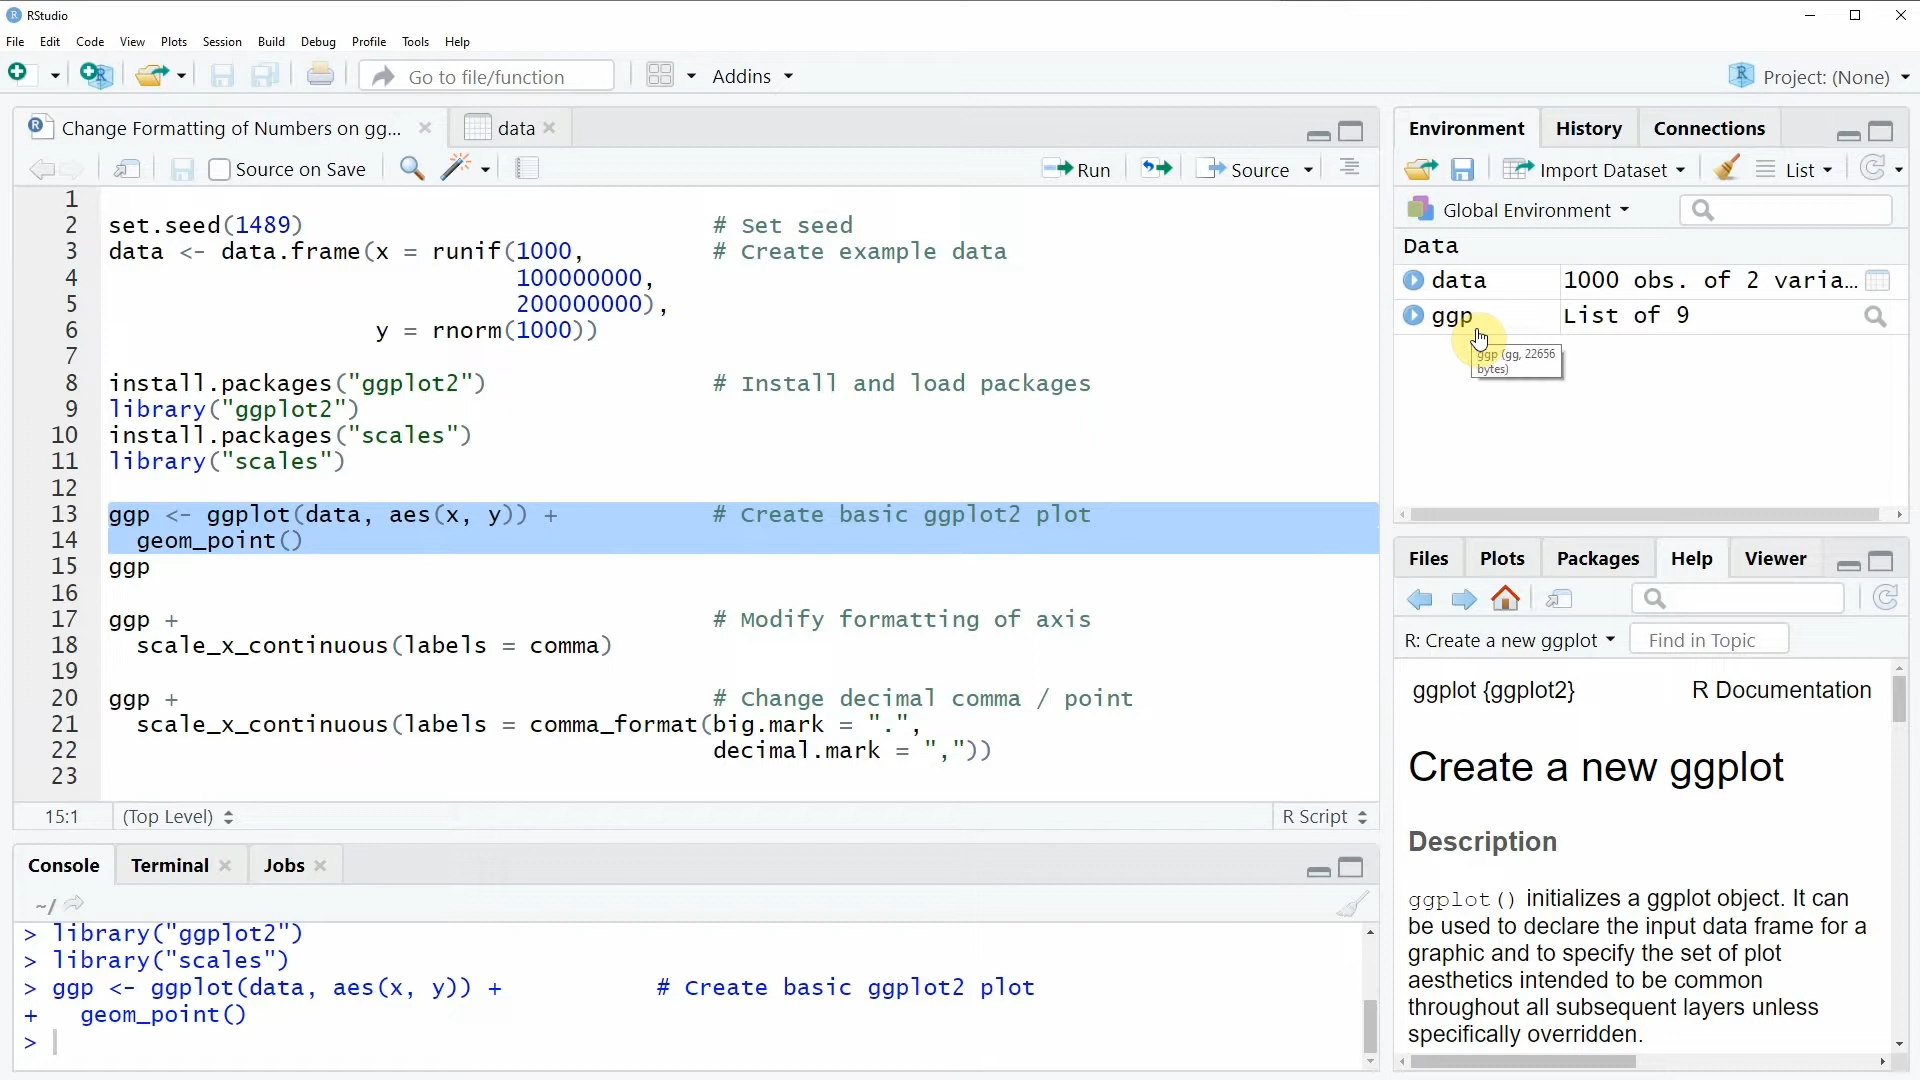 RStudio
File Edit Code View Plots Session Build Debug Profile Tools Help
Go to file/function Addins Project: (None)
Change Formatting of Numbers on gg... data
Source on Save Run Source
1
2 set.seed(1489) # Set seed
3 data <- data.frame(x = runif(1000, # Create example data
4 100000000,
5 200000000),
6 y = rnorm(1000))
7
8 install.packages("ggplot2") # Install and load packages
9 library("ggplot2")
10 install.packages("scales")
11 library("scales")
12
13 ggp <- ggplot(data, aes(x, y)) + # Create basic ggplot2 plot
14 geom_point()
15 ggp
16
17 ggp + # Modify formatting of axis
18 scale_x_continuous(labels = comma)
19
20 ggp + # Change decimal comma / point
21 scale_x_continuous(labels = comma_format(big.mark = ".",
22 decimal.mark = ","))
23
15:1 (Top Level) R Script
Console Terminal Jobs
~/
> library("ggplot2")
> library("scales")
> ggp <- ggplot(data, aes(x, y)) + # Create basic ggplot2 plot
+ geom_point()
>
Environment History Connections
Import Dataset List
Global Environment
Data
data 1000 obs. of 2 varia...
ggp List of 9
ggp (gg, 22656
bytes)
Files Plots Packages Help Viewer
R: Create a new ggplot Find in Topic
ggplot {ggplot2} R Documentation
Create a new ggplot
Description
ggplot() initializes a ggplot object. It can
be used to declare the input data frame for a
graphic and to specify the set of plot
aesthetics intended to be common
throughout all subsequent layers unless
specifically overridden.